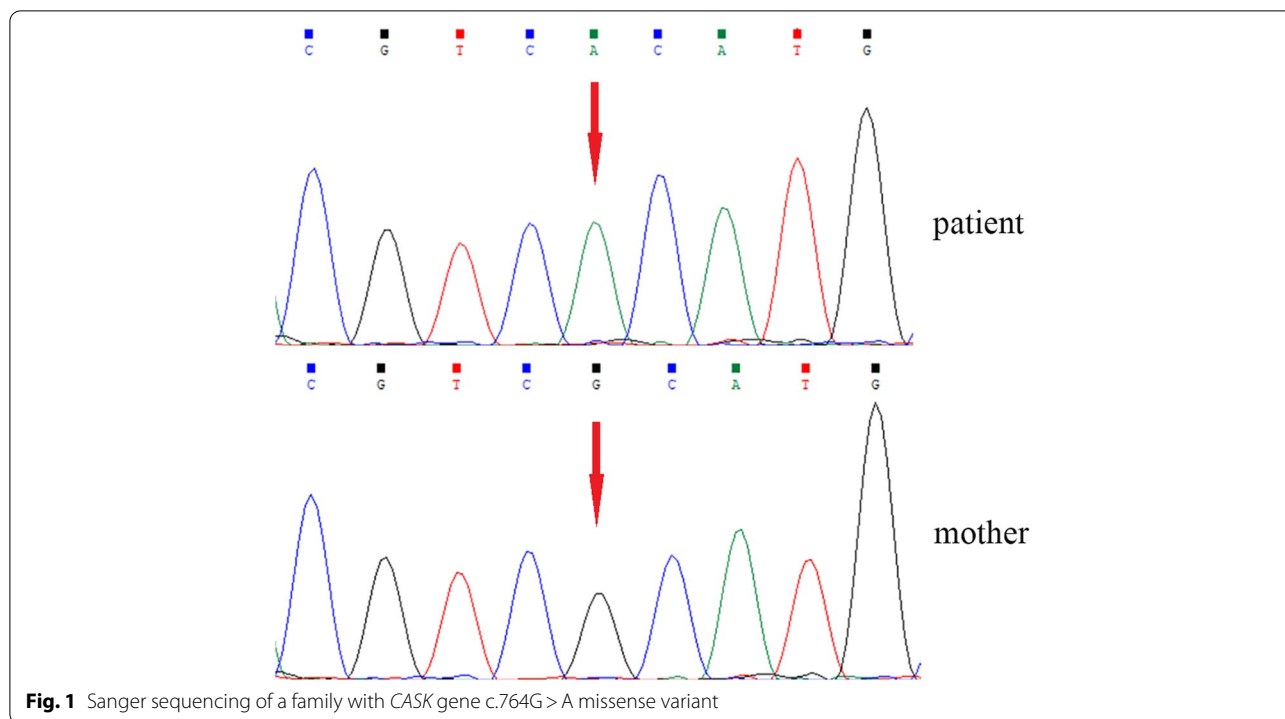 C G T C A C A T G
patient
C G T C G C A T G
mother
Fig. 1 Sanger sequencing of a family with CASK gene c.764G > A missense variant